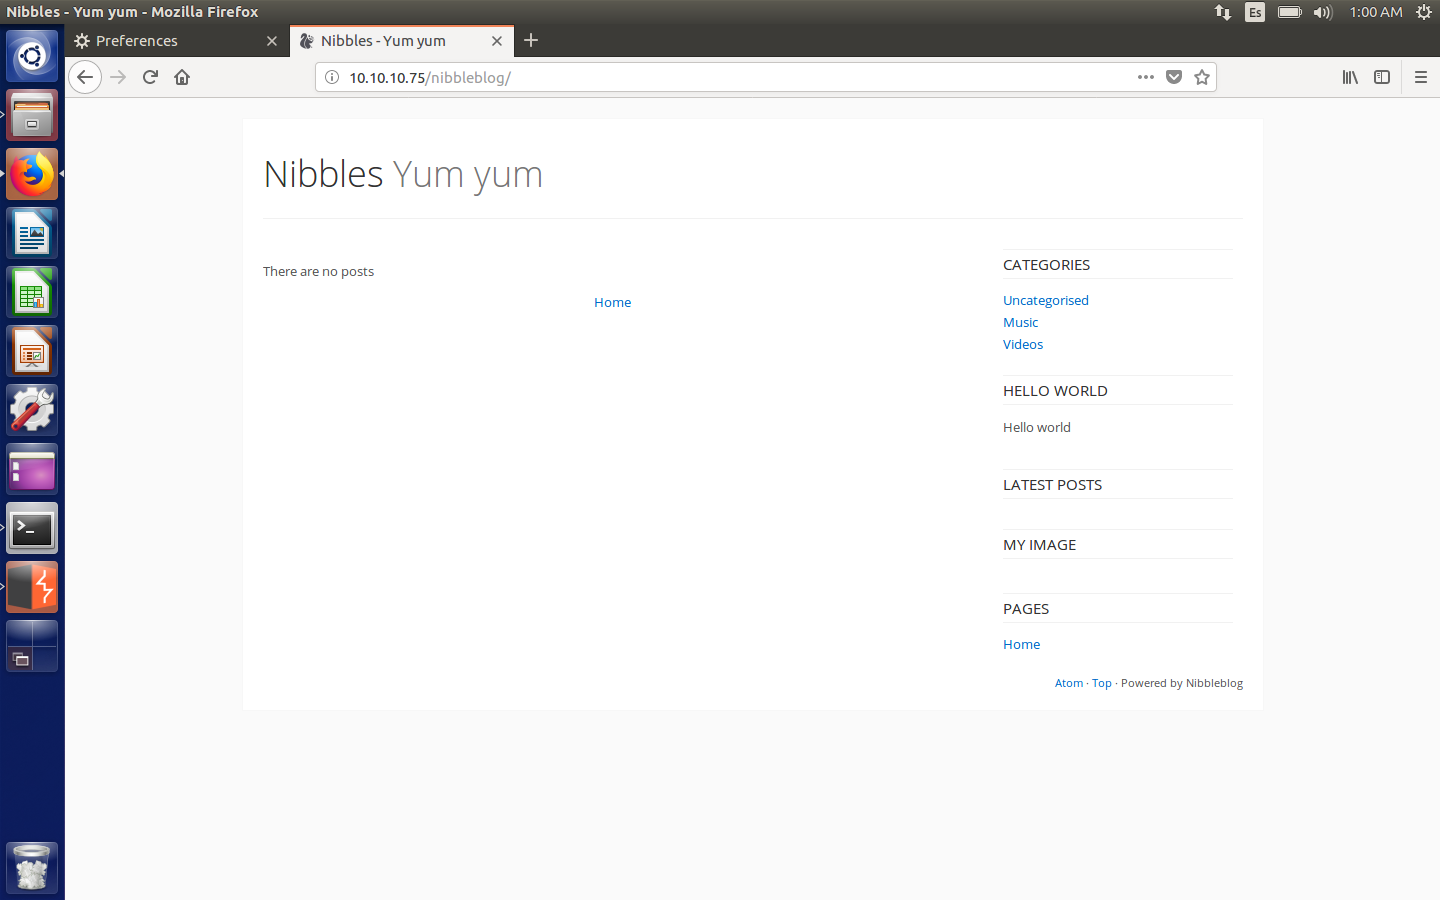 Nibbles - Yum yum - Mozilla Firefox
Es
1:00 AM
Preferences
Nibbles - Yum yum
10.10.10.75/nibbleblog/
Nibbles Yum yum
There are no posts
Home
CATEGORIES
Uncategorised
Music
Videos
HELLO WORLD
Hello world
LATEST POSTS
MY IMAGE
PAGES
Home
Atom · Top · Powered by Nibbleblog